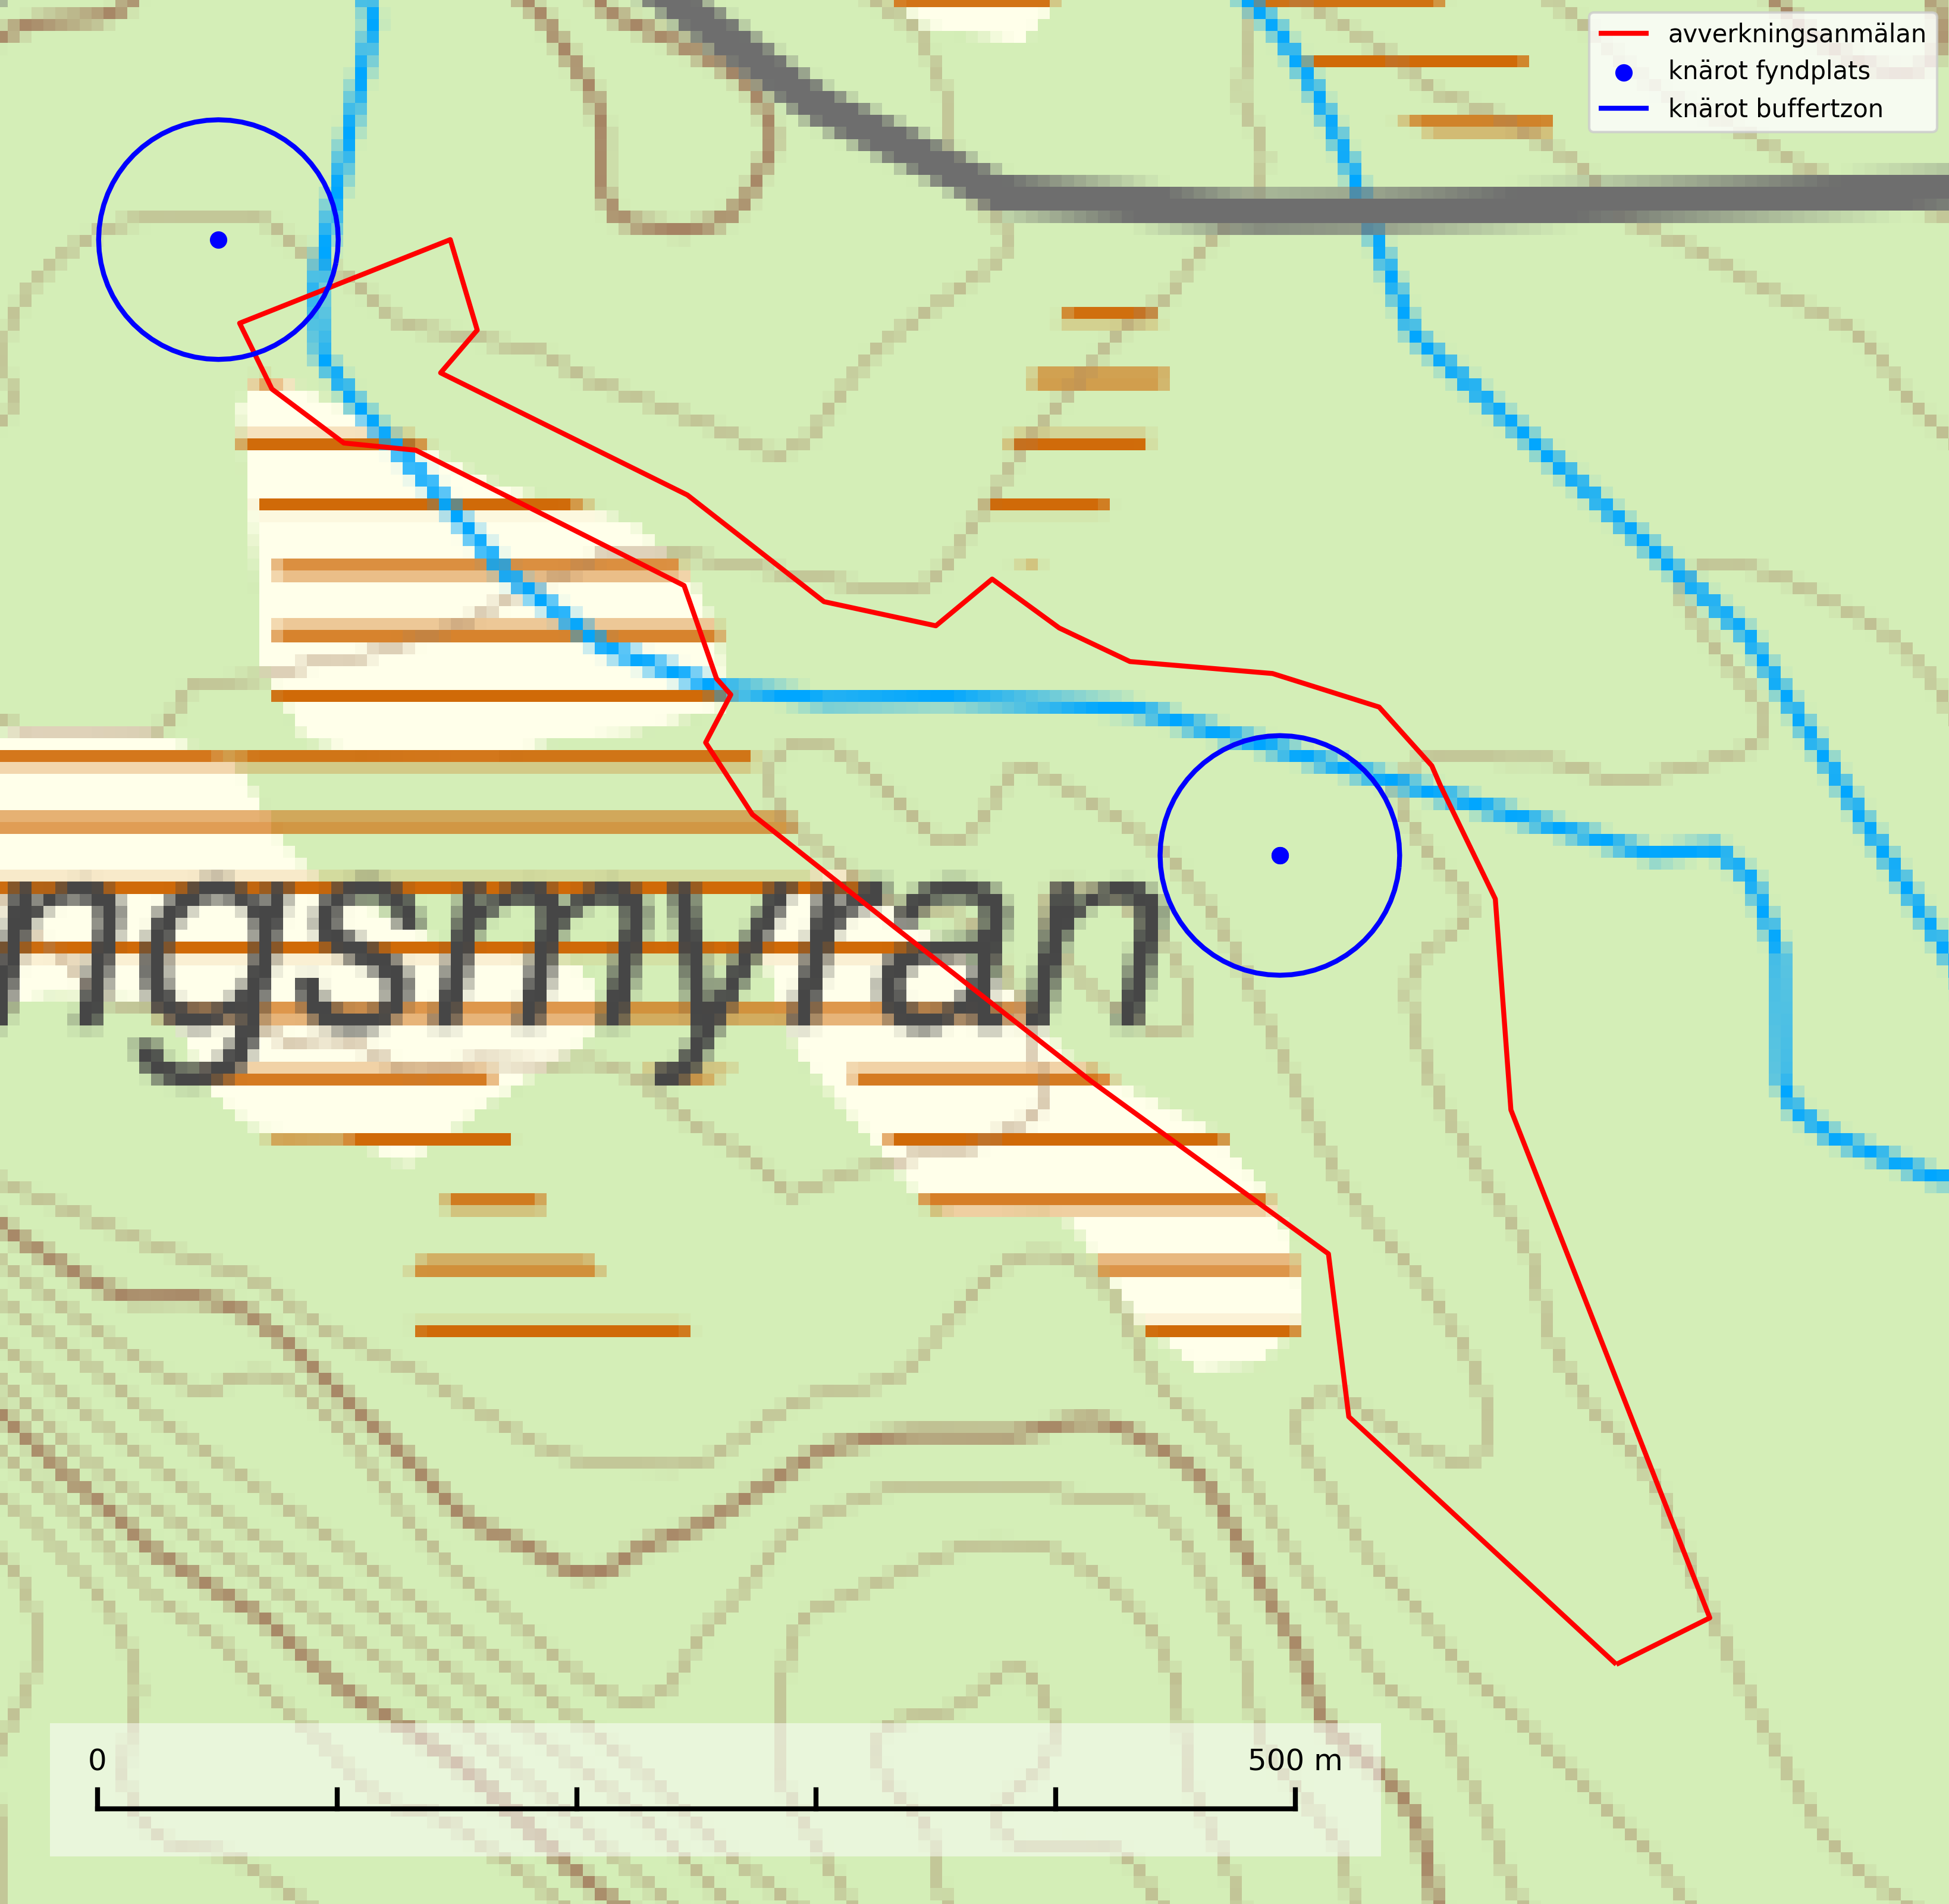 avverkningsanmälan
knärot fyndplats
knärot buffertzon
ngsmyran
0 500 m